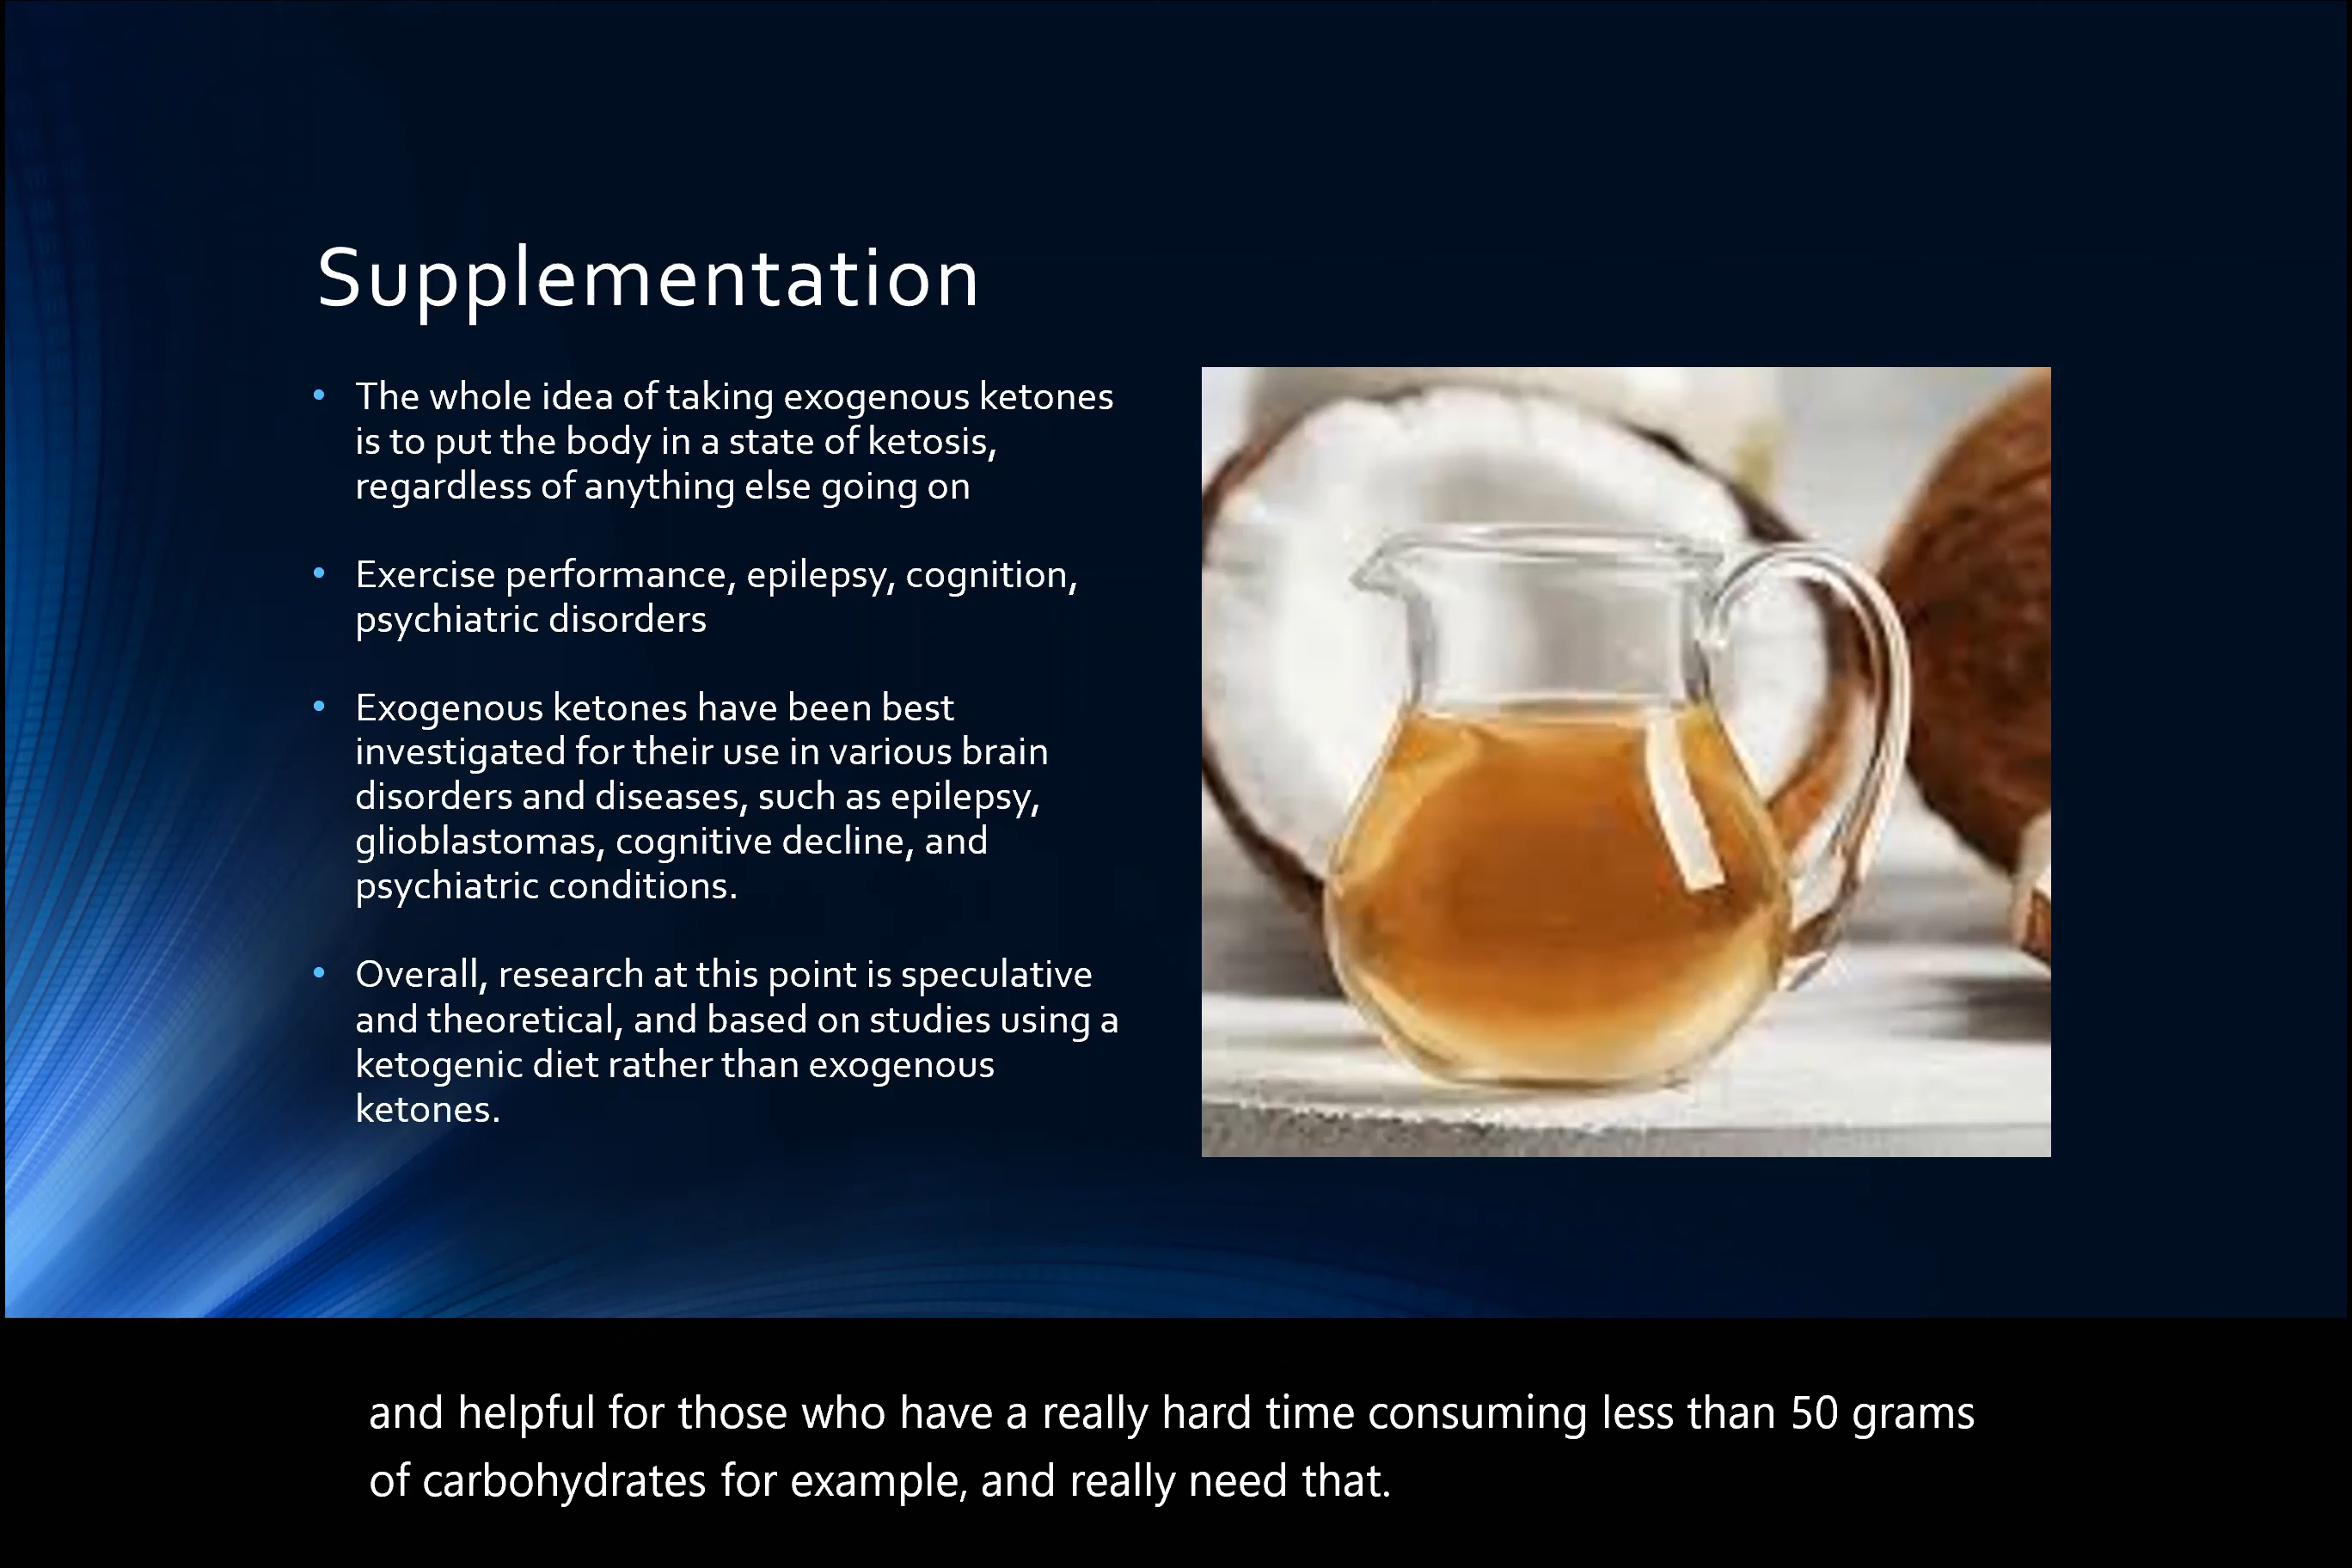 Supplementation
• The whole idea of taking exogenous ketones
is to put the body in a state of ketosis,
regardless of anything else going on
• Exercise performance, epilepsy, cognition,
psychiatric disorders
• Exogenous ketones have been best
investigated for their use in various brain
disorders and diseases, such as epilepsy,
glioblastomas, cognitive decline, and
psychiatric conditions.
• Overall, research at this point is speculative
and theoretical, and based on studies using a
ketogenic diet rather than exogenous
ketones.
and helpful for those who have a really hard time consuming less than 50 grams
of carbohydrates for example, and really need that.